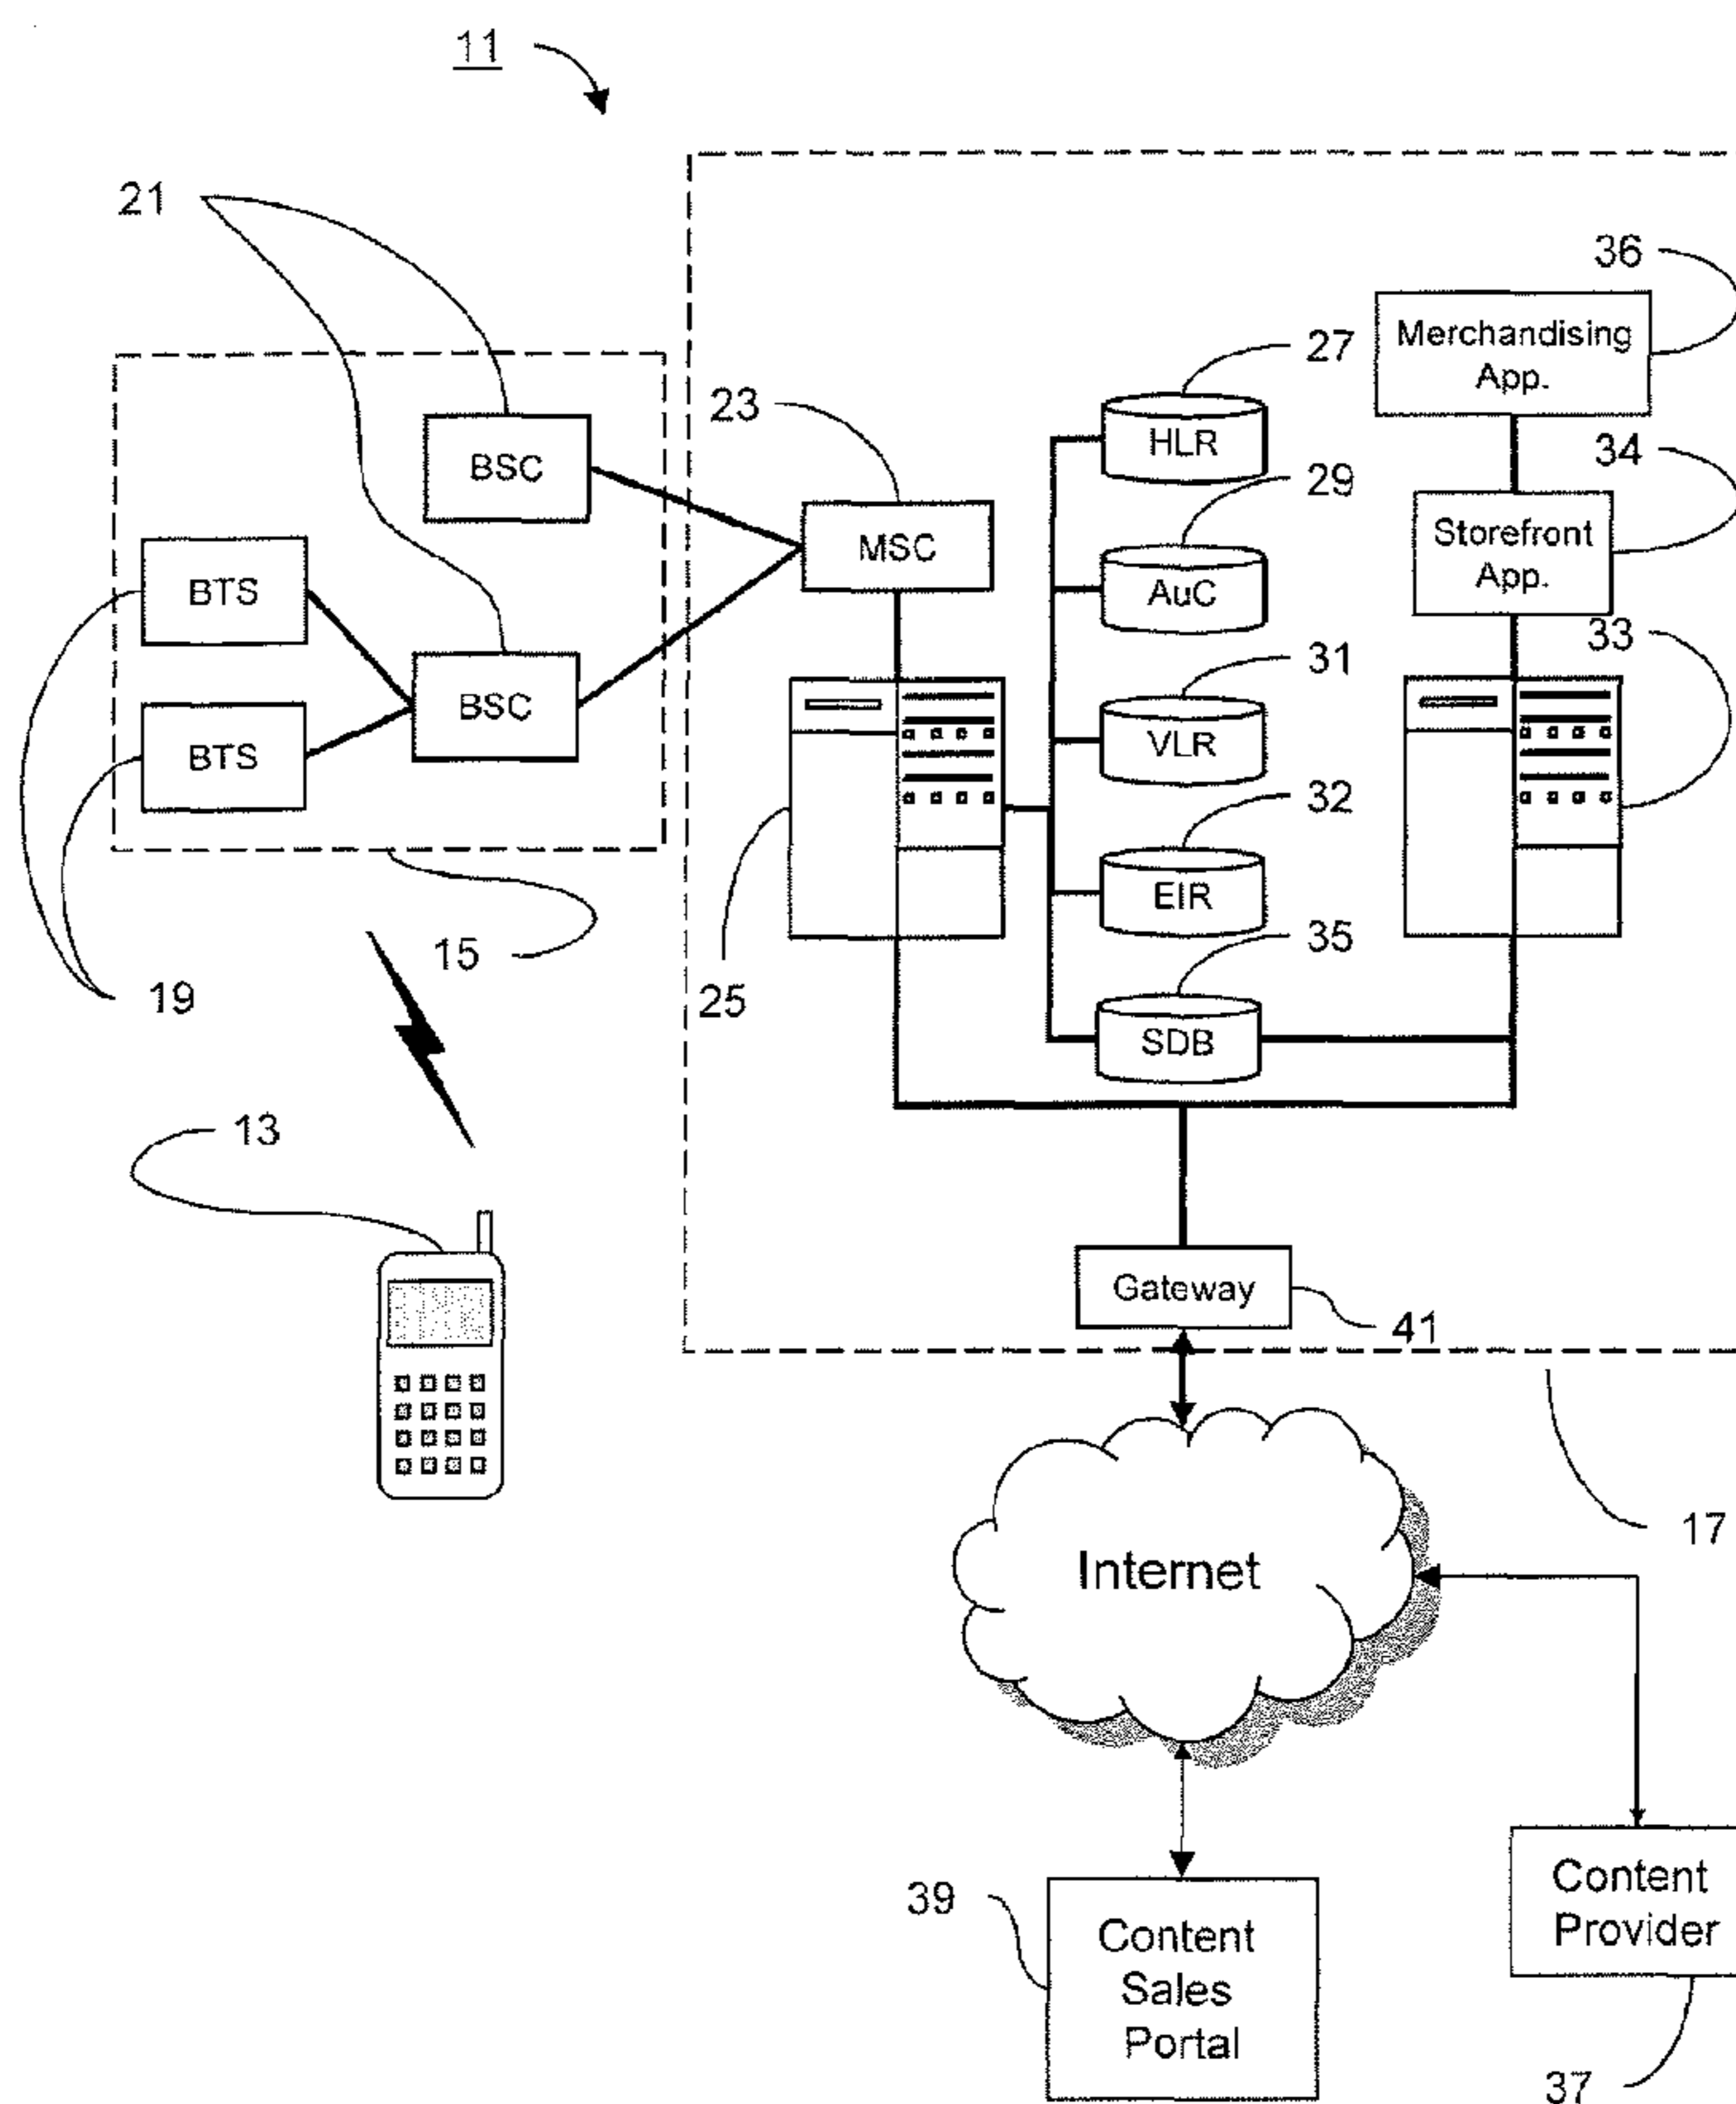 11
21
36
Merchandising
App.
27
HLR
23
34
BSC
29
MSC
Storefront
App.
BTS
AuC
33
31
BSC
VLR
BTS
32
EIR
35
15
19
25
SDB
13
Gateway
41
17
Internet
Content
Provider
39
Content
Sales
Portal
37